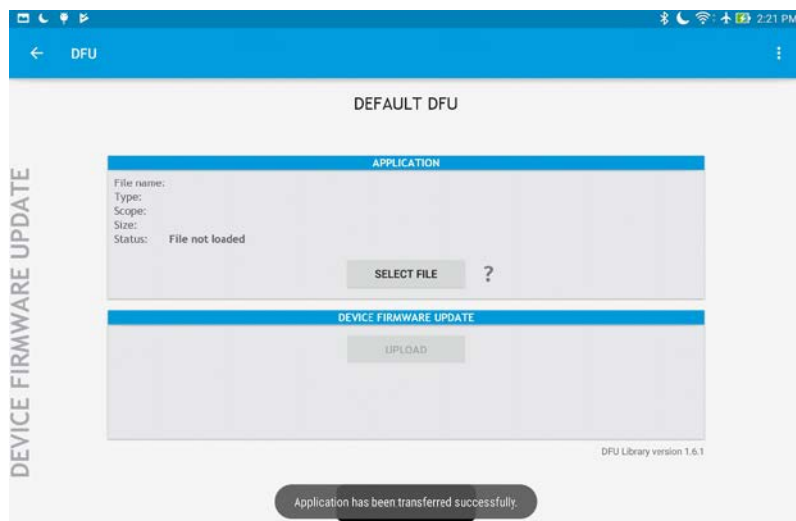 2:21 PM
DFU
DEFAULT DFU
DEVICE FIRMWARE UPDATE
APPLICATION
File name:
Type:
Scope:
Size:
Status: File not loaded
SELECT FILE ?
DEVICE FIRMWARE UPDATE
UPLOAD
DFU Library version 1.6.1
Application has been transferred successfully.